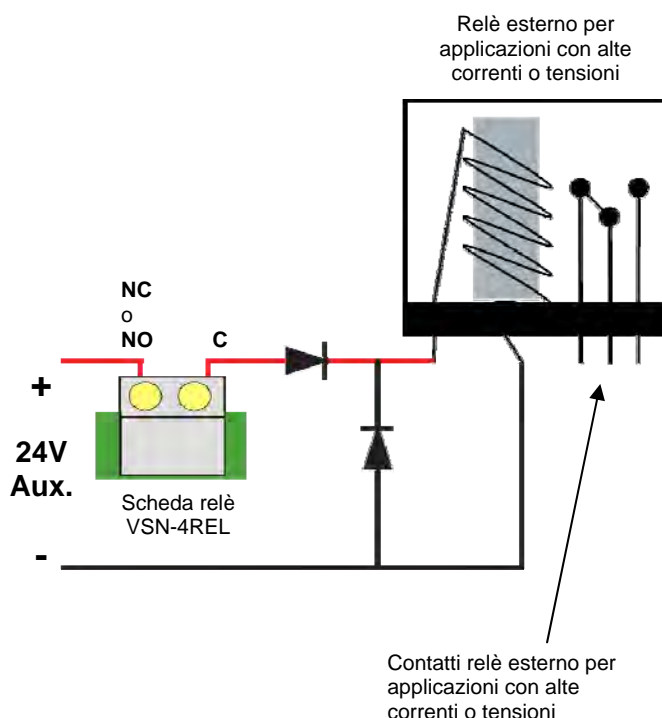 Relè esterno per
applicazioni con alte
correnti o tensioni
NC
o
NO
C
+
24V
Aux.
-
Scheda relè
VSN-4REL
Contatti relè esterno per
applicazioni con alte
correnti o tensioni